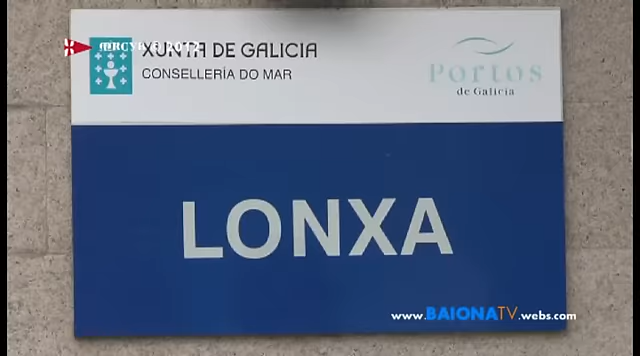 XUNTA DE GALICIA
CONSELLERÍA DO MAR
Portos
de Galicia
LONXA
www.BAIONATV.webs.com